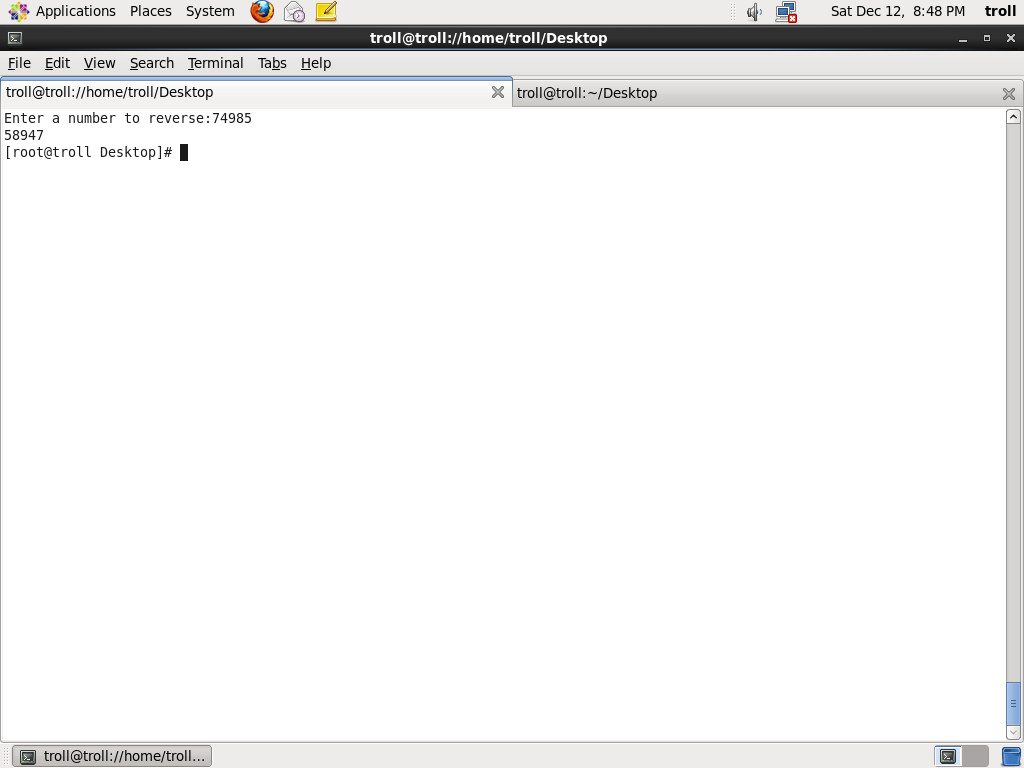 Applications Places System Sat Dec 12, 8:48 PM troll
troll@troll://home/troll/Desktop
File Edit View Search Terminal Tabs Help
troll@troll://home/troll/Desktop troll@troll:~/Desktop
Enter a number to reverse:74985
58947
[root@troll Desktop]#
troll@troll://home/troll...